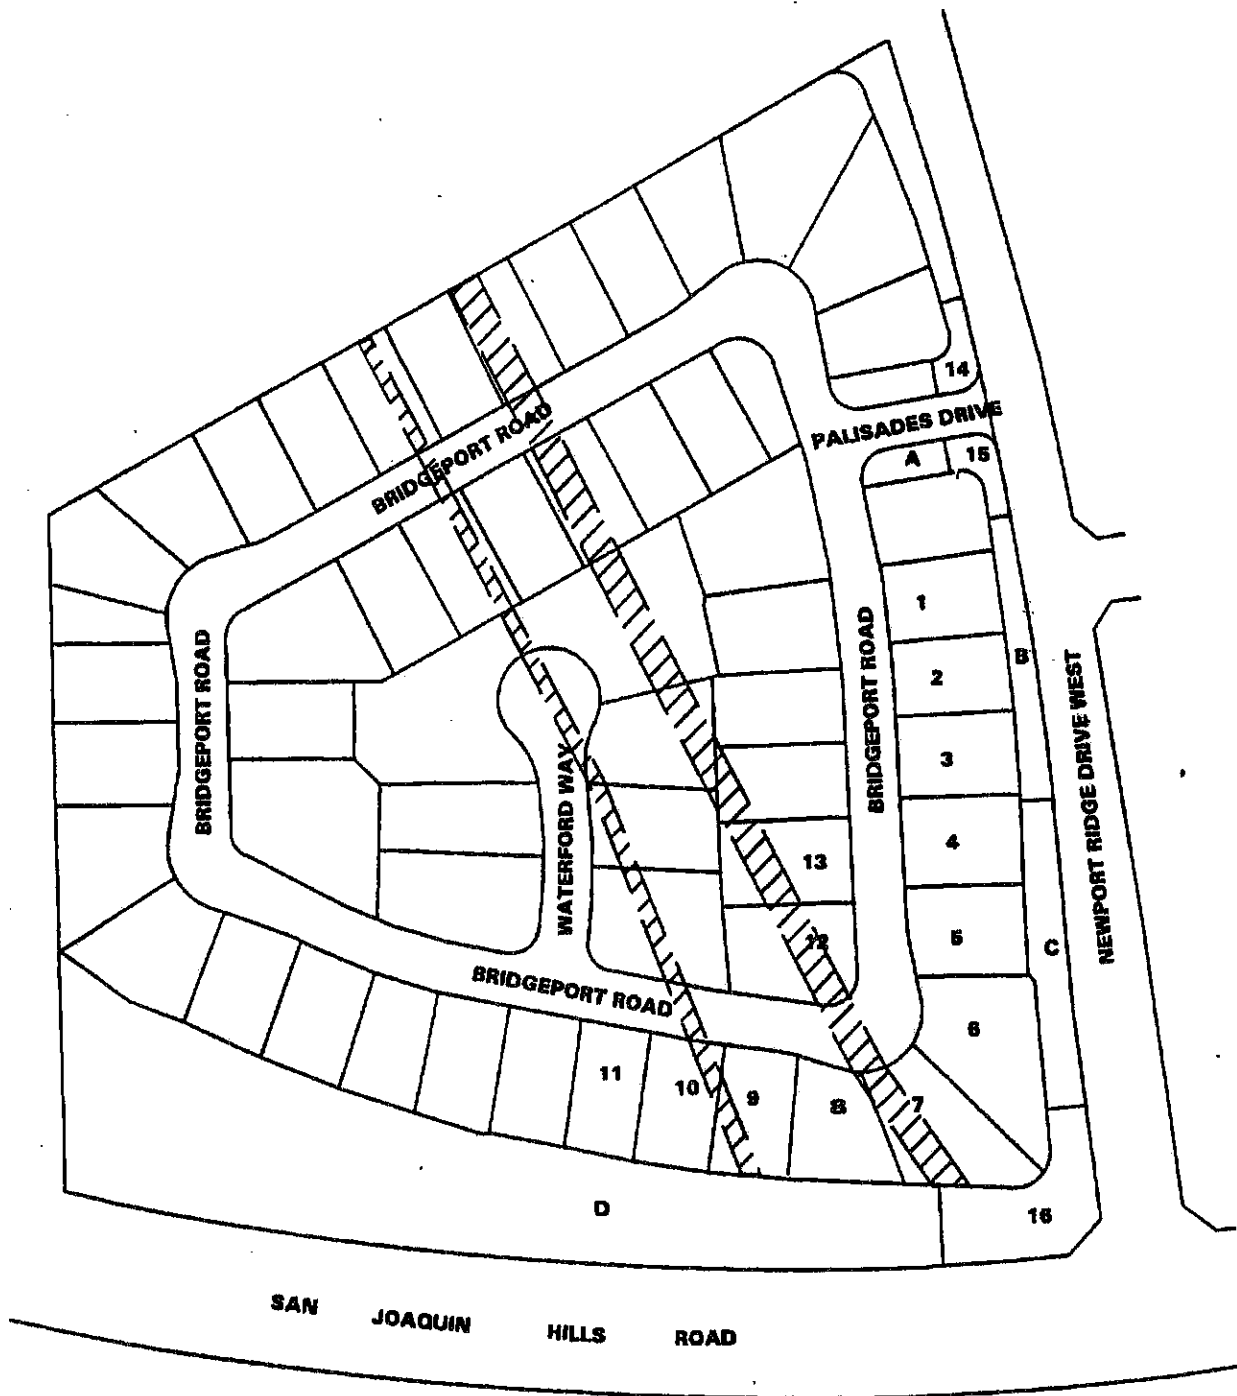 BRIDGEPORT ROAD
14
PALISADES DRIVE
A
15
1
2
B
3
4
5
C
6
7
8
9
10
11
12
13
BRIDGEPORT ROAD
BRIDGEPORT ROAD
WATERFORD WAY
BRIDGEPORT ROAD
NEWPORT RIDGE DRIVE WEST
D
16
SAN JOAQUIN HILLS ROAD